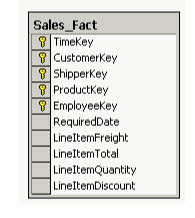 Sales_Fact
TimeKey
CustomerKey
ShipperKey
ProductKey
EmployeeKey
RequiredDate
LineItemFreight
LineItemTotal
LineItemQuantity
LineItemDiscount